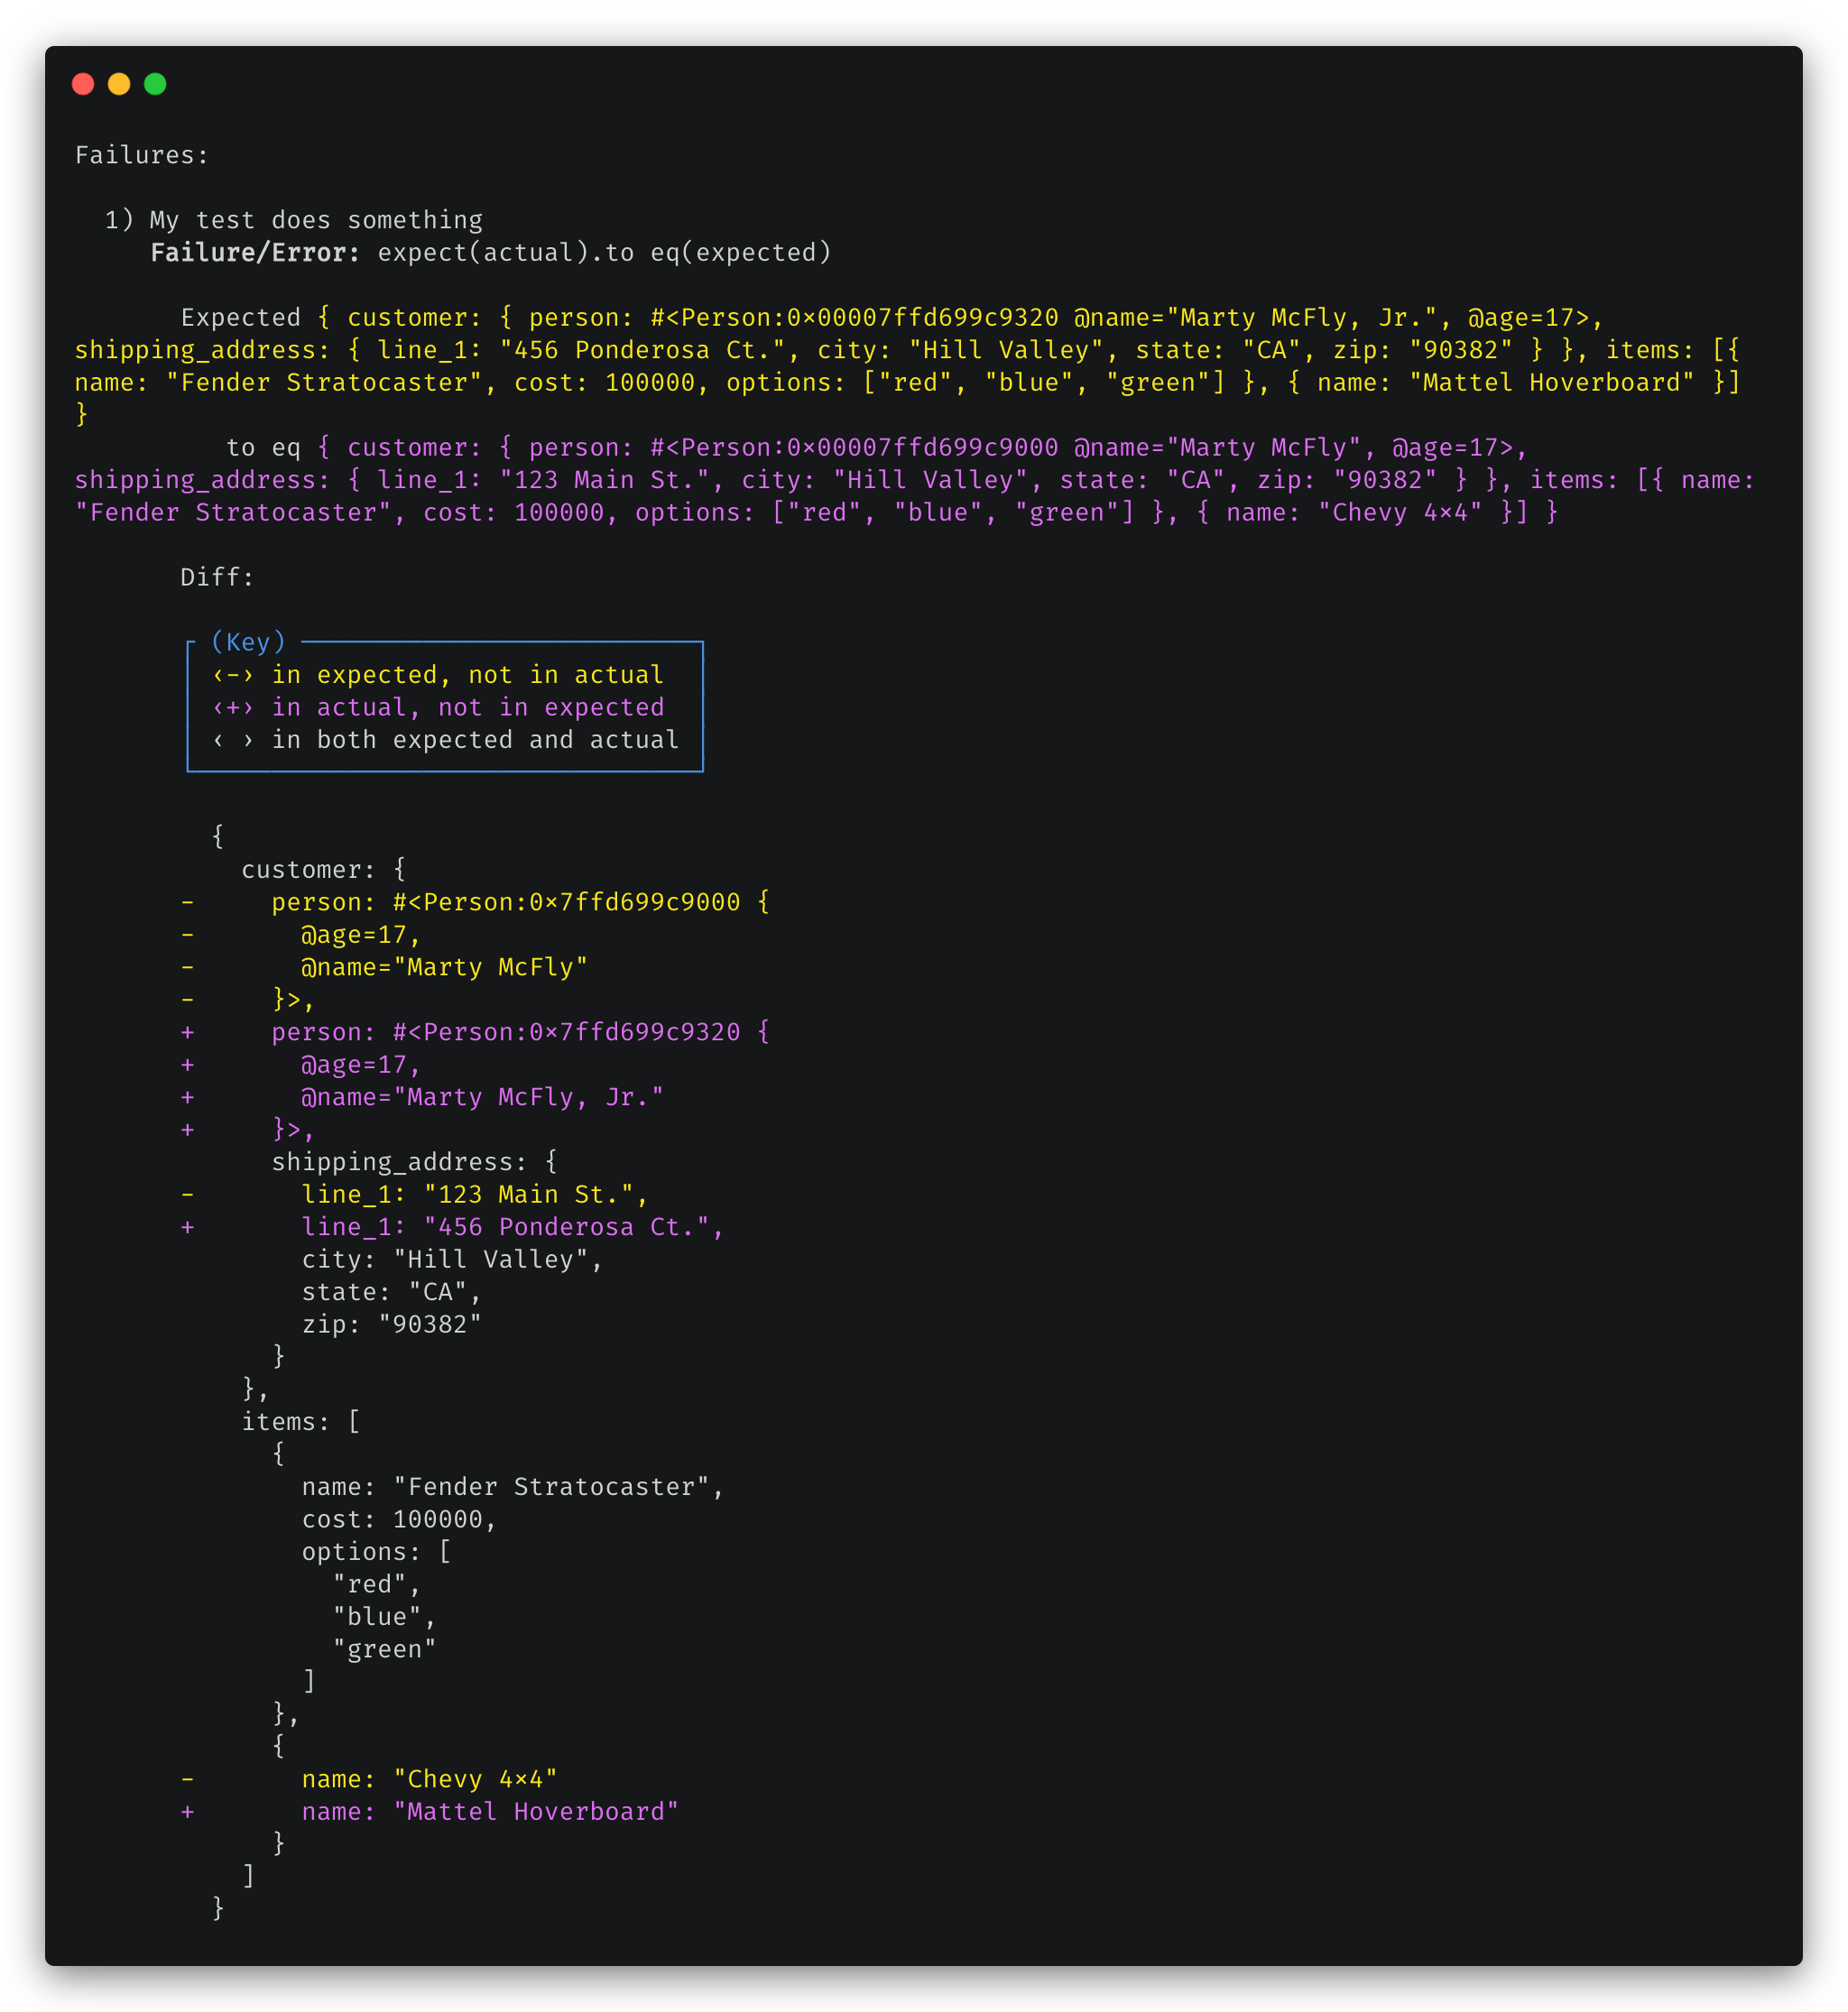 Failures:

  1) My test does something
     Failure/Error: expect(actual).to eq(expected)

       Expected { customer: { person: #<Person:0x00007ffd699c9320 @name="Marty McFly, Jr.", @age=17>,
shipping_address: { line_1: "456 Ponderosa Ct.", city: "Hill Valley", state: "CA", zip: "90382" } }, items: [{
name: "Fender Stratocaster", cost: 100000, options: ["red", "blue", "green"] }, { name: "Mattel Hoverboard" }]
}
          to eq { customer: { person: #<Person:0x00007ffd699c9000 @name="Marty McFly", @age=17>,
shipping_address: { line_1: "123 Main St.", city: "Hill Valley", state: "CA", zip: "90382" } }, items: [{ name:
"Fender Stratocaster", cost: 100000, options: ["red", "blue", "green"] }, { name: "Chevy 4x4" }] }

       Diff:

       ┌ (Key) ──────────────────────────┐
       │ ‹-› in expected, not in actual  │
       │ ‹+› in actual, not in expected  │
       │ ‹ › in both expected and actual │
       └─────────────────────────────────┘

         {
           customer: {
       -     person: #<Person:0x7ffd699c9000 {
       -       @age=17,
       -       @name="Marty McFly"
       -     }>,
       +     person: #<Person:0x7ffd699c9320 {
       +       @age=17,
       +       @name="Marty McFly, Jr."
       +     }>,
             shipping_address: {
       -       line_1: "123 Main St.",
       +       line_1: "456 Ponderosa Ct.",
               city: "Hill Valley",
               state: "CA",
               zip: "90382"
             }
           },
           items: [
             {
               name: "Fender Stratocaster",
               cost: 100000,
               options: [
                 "red",
                 "blue",
                 "green"
               ]
             },
             {
       -       name: "Chevy 4x4"
       +       name: "Mattel Hoverboard"
             }
           ]
         }